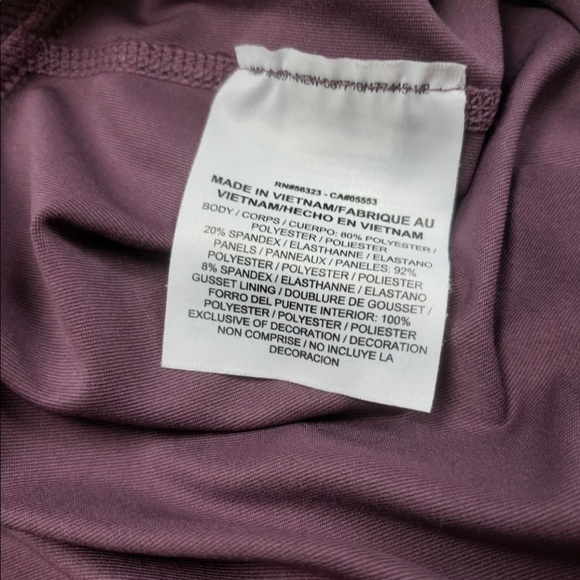 RN#56323 - CA#05553
MADE IN VIETNAM/FABRIQUE AU
VIETNAM/HECHO EN VIETNAM
BODY / CORPS / CUERPO: 80% POLYESTER /
POLYESTER / POLIESTER
20% SPANDEX / ELASTHANNE / ELASTANO
PANELS / PANNEAUX / PANELES: 92%
POLYESTER / POLYESTER / POLIESTER
8% SPANDEX / ELASTHANNE / ELASTANO
GUSSET LINING / DOUBLURE DE GOUSSET /
FORRO DEL PUENTE INTERIOR: 100%
POLYESTER / POLYESTER / POLIESTER
EXCLUSIVE OF DECORATION / DECORATION
NON COMPRISE / NO INCLUYE LA
DECORACION